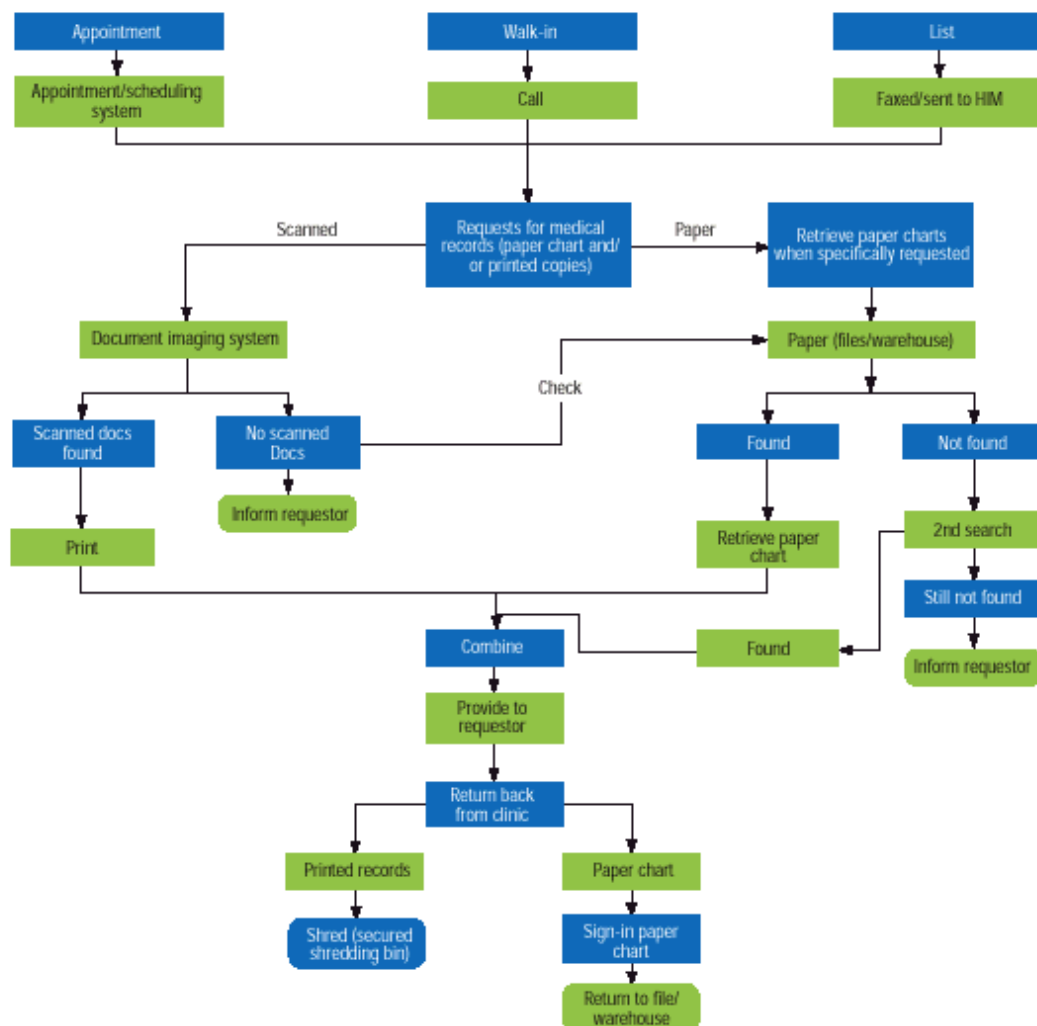 Appointment
Walk-in
List
Appointment/scheduling
system
Call
Faxed/sent to HIM
Scanned
Requests for medical
records (paper chart and/
or printed copies)
Paper
Retrieve paper charts
when specifically requested
Document imaging system
Paper (files/warehouse)
Check
Scanned docs
found
No scanned
Docs
Found
Not found
Inform requestor
Print
Retrieve paper
chart
2nd search
Still not found
Combine
Found
Inform requestor
Provide to
requestor
Return back
from clinic
Printed records
Paper chart
Shred (secured
shredding bin)
Sign-in paper
chart
Return to file/
warehouse